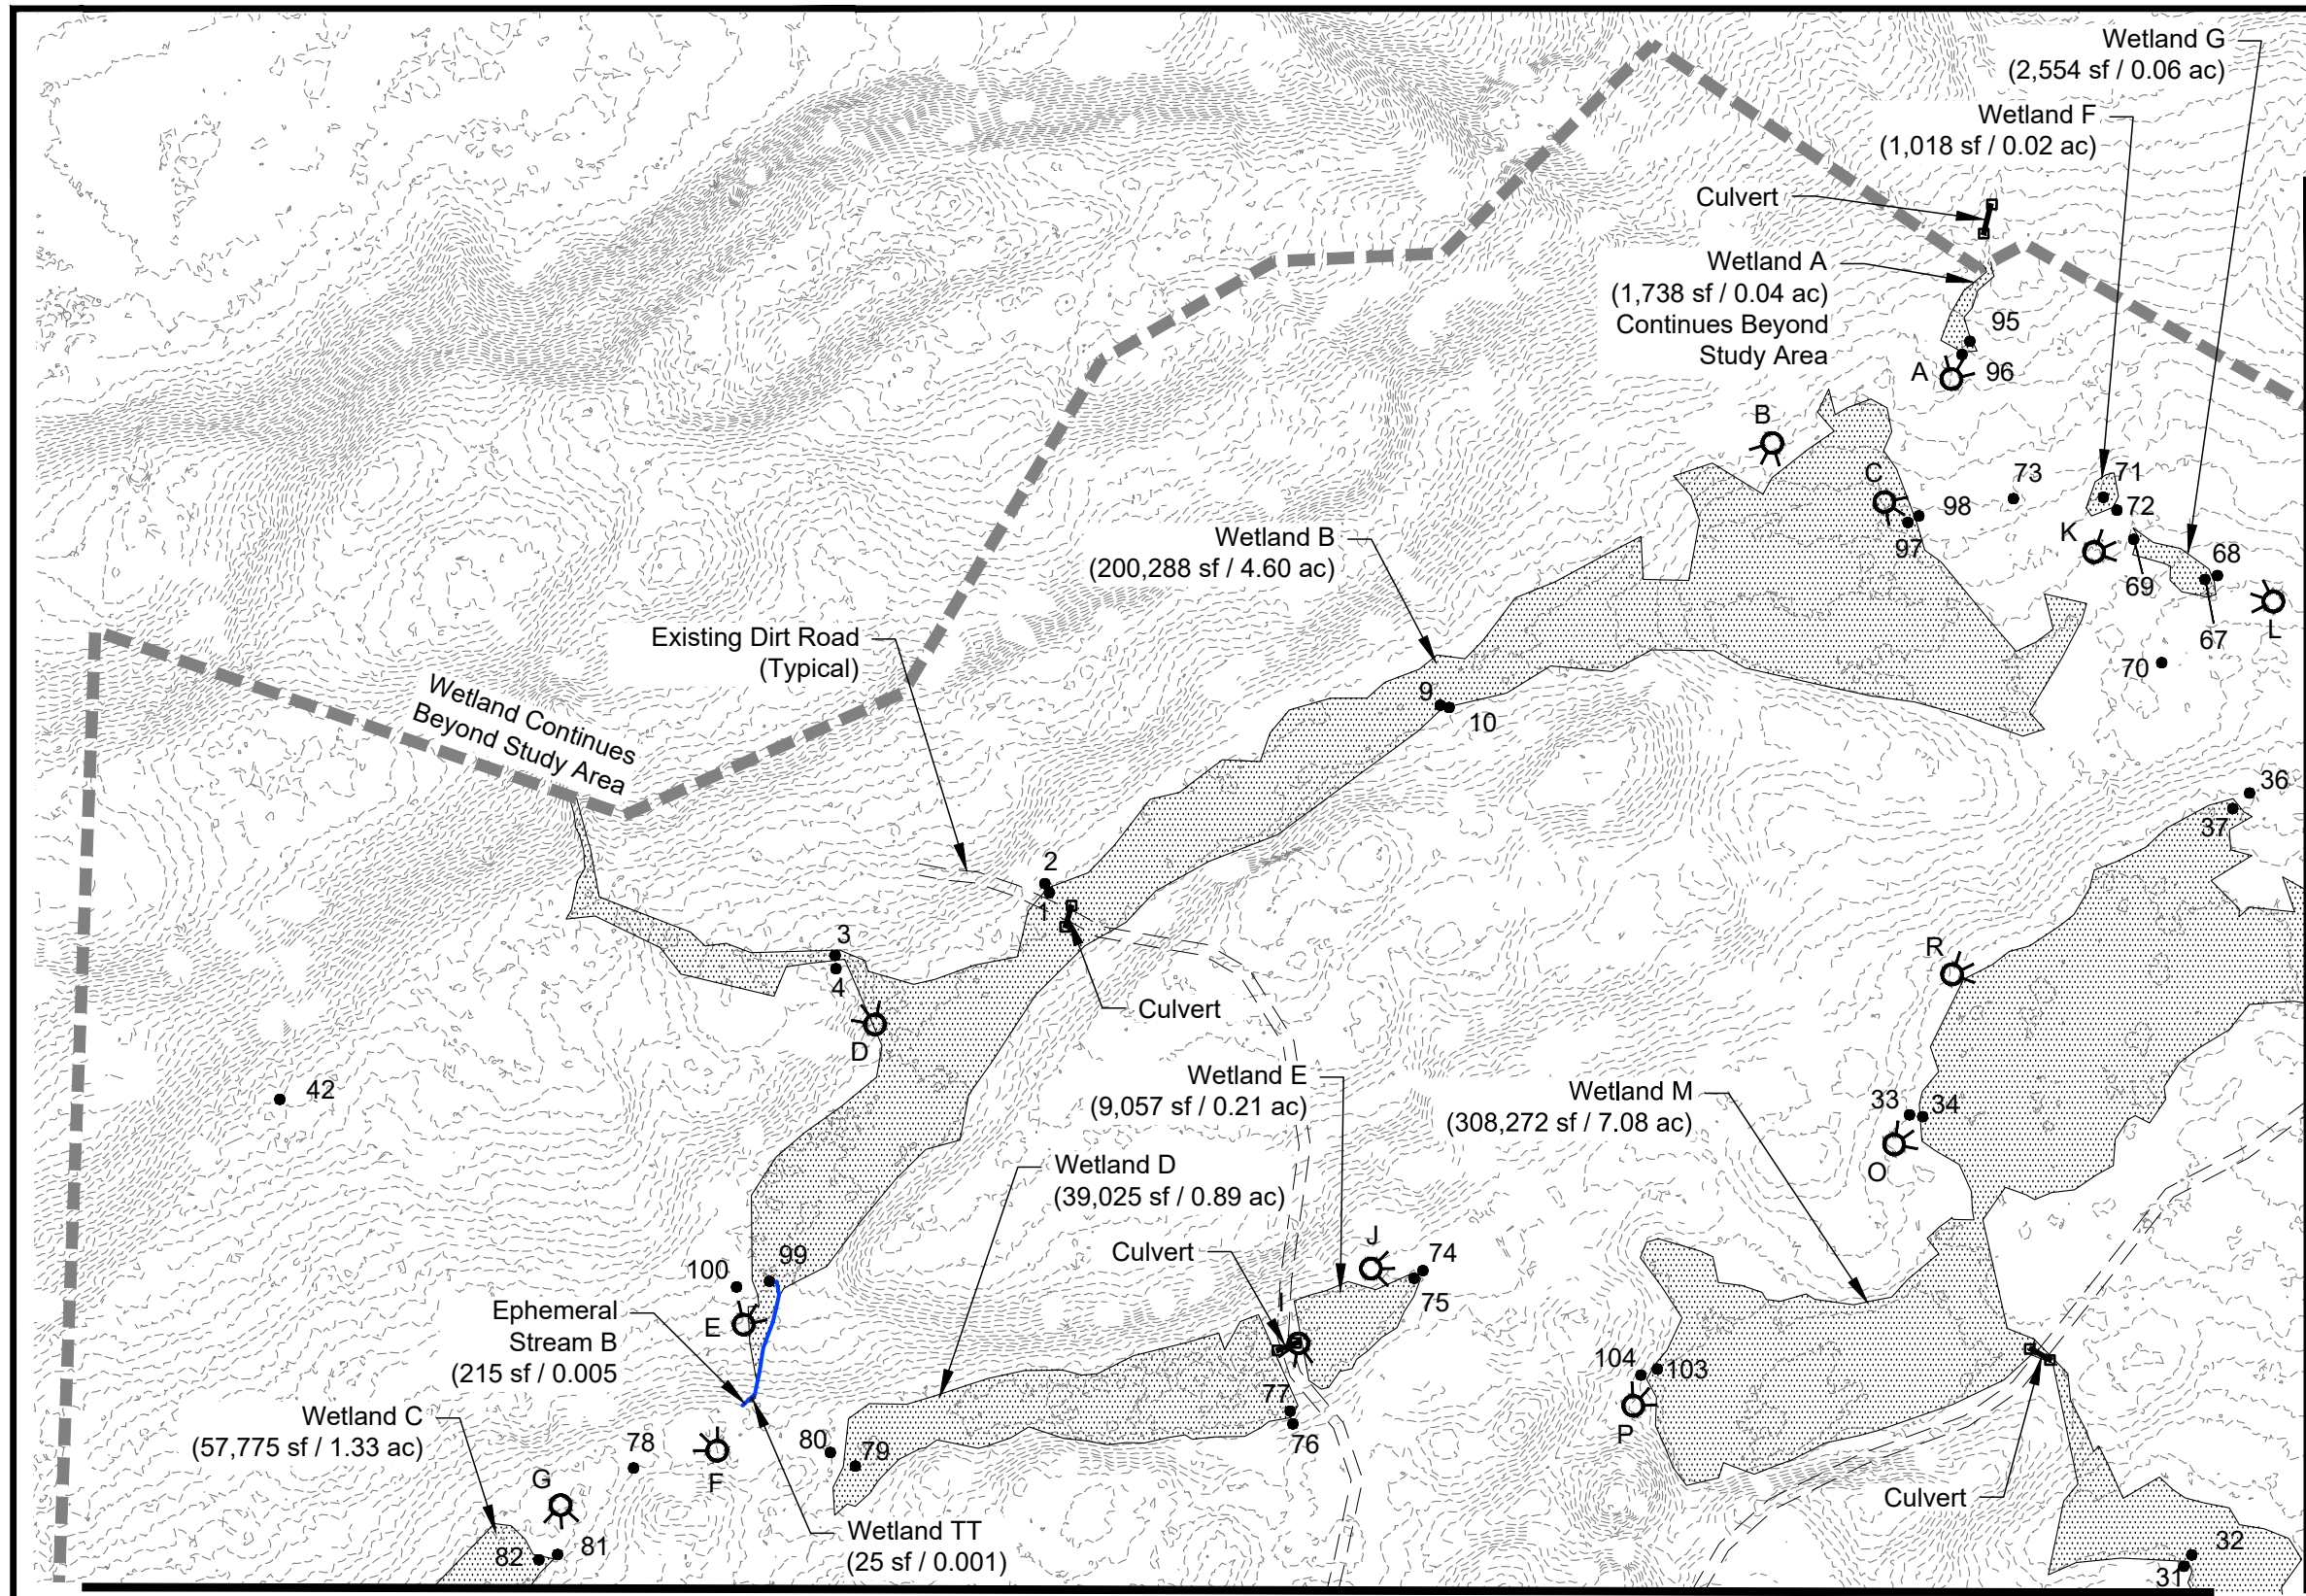 Wetland G
(2,554 sf / 0.06 ac)
Wetland F
(1,018 sf / 0.02 ac)
Culvert
Wetland A
(1,738 sf / 0.04 ac)
Continues Beyond
Study Area
95
A
96
B
C
98
73
71
72
K
97
69
68
67
L
70
Wetland B
(200,288 sf / 4.60 ac)
Existing Dirt Road
(Typical)
Wetland Continues
Beyond Study Area
9
10
36
37
2
1
3
4
D
Culvert
R
42
Wetland E
(9,057 sf / 0.21 ac)
Wetland M
(308,272 sf / 7.08 ac)
33
34
O
Wetland D
(39,025 sf / 0.89 ac)
Culvert
J
74
75
I
99
100
E
Ephemeral
Stream B
(215 sf / 0.005
104
103
P
77
76
Wetland C
(57,775 sf / 1.33 ac)
78
F
80
79
G
81
82
Wetland TT
(25 sf / 0.001)
Culvert
32
31